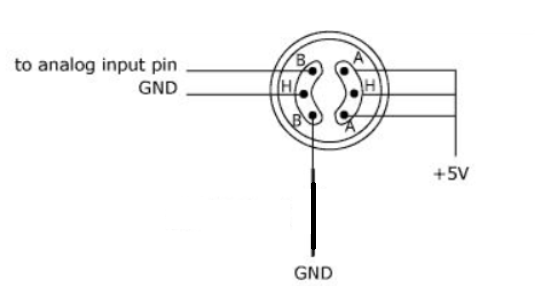 B A
to analog input pin
H H
GND
B A
+5V
GND